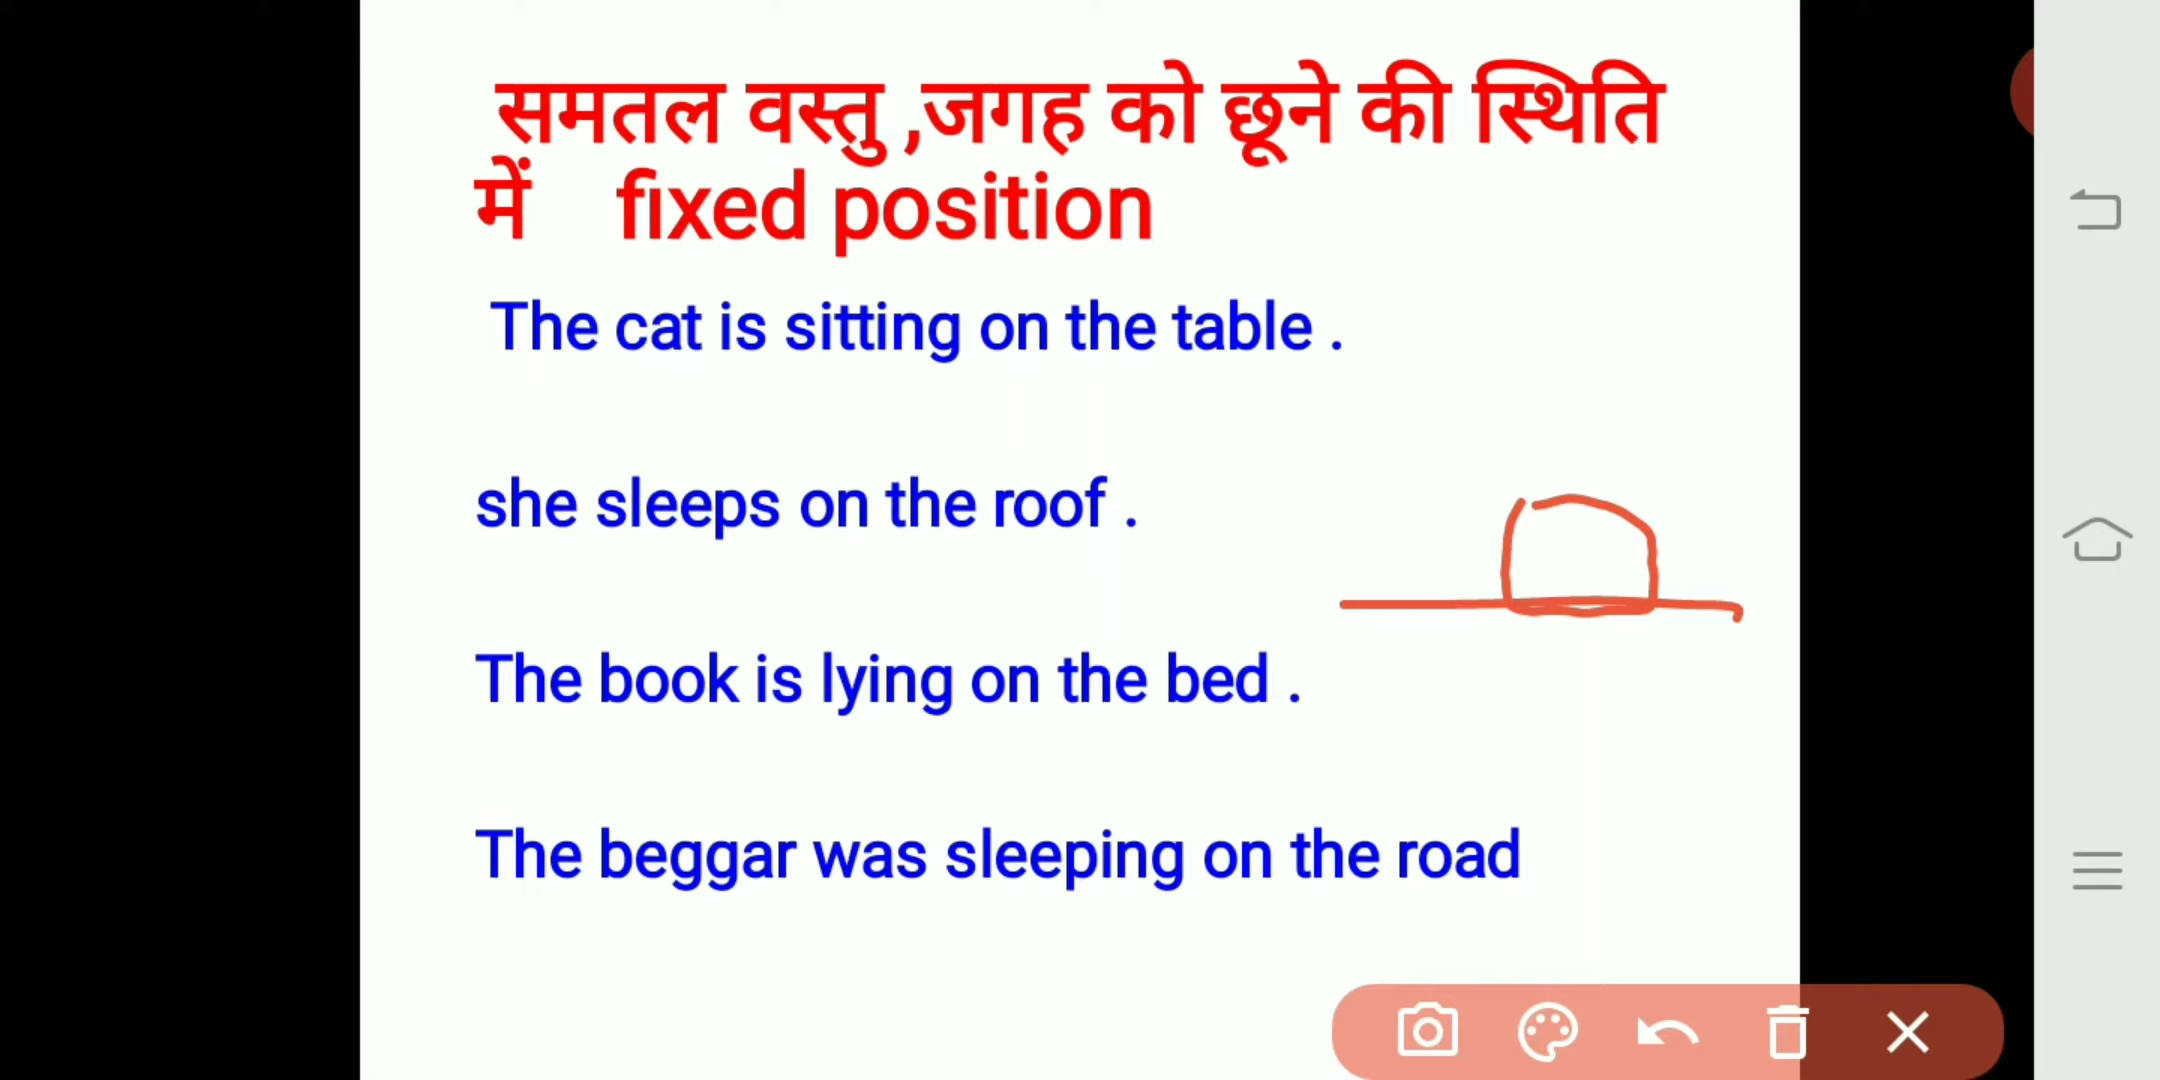 समतल वस्तु ,जगह को छूने की स्थिति
में fixed position
The cat is sitting on the table .
she sleeps on the roof .
The book is lying on the bed .
The beggar was sleeping on the road